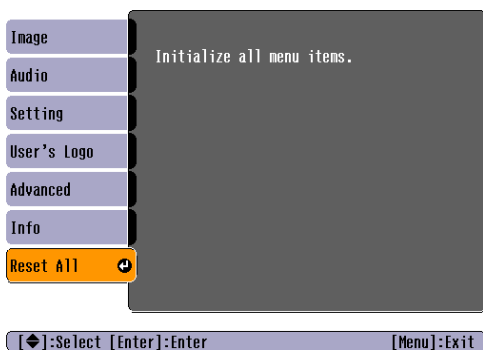 Image
Audio
Setting
User's Logo
Advanced
Info
Reset All
Initialize all menu items.
[◆]:Select [Enter]:Enter [Menu]:Exit